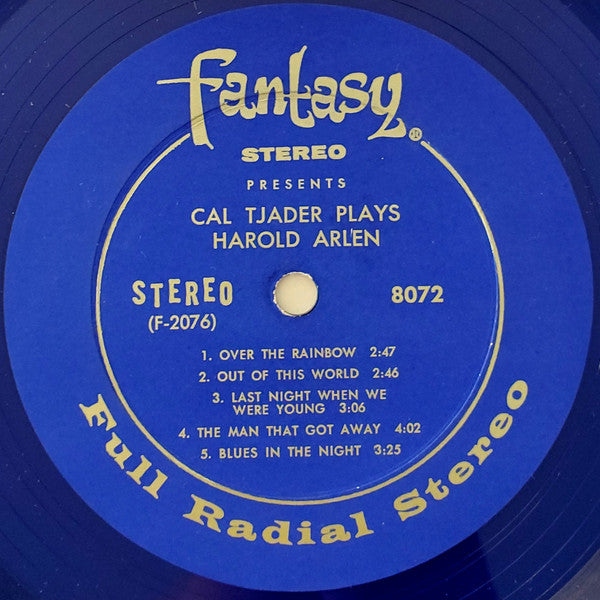 fantasy®
STEREO
PRESENTS
CAL TJADER PLAYS
HAROLD ARLEN
STEREO
8072
(F-2076)
1. OVER THE RAINBOW 2:47
2. OUT OF THIS WORLD 2:46
3. LAST NIGHT WHEN WE
WERE YOUNG 3:06
4. THE MAN THAT GOT AWAY 4:02
5. BLUES IN THE NIGHT 3:25
Full Radial Stereo